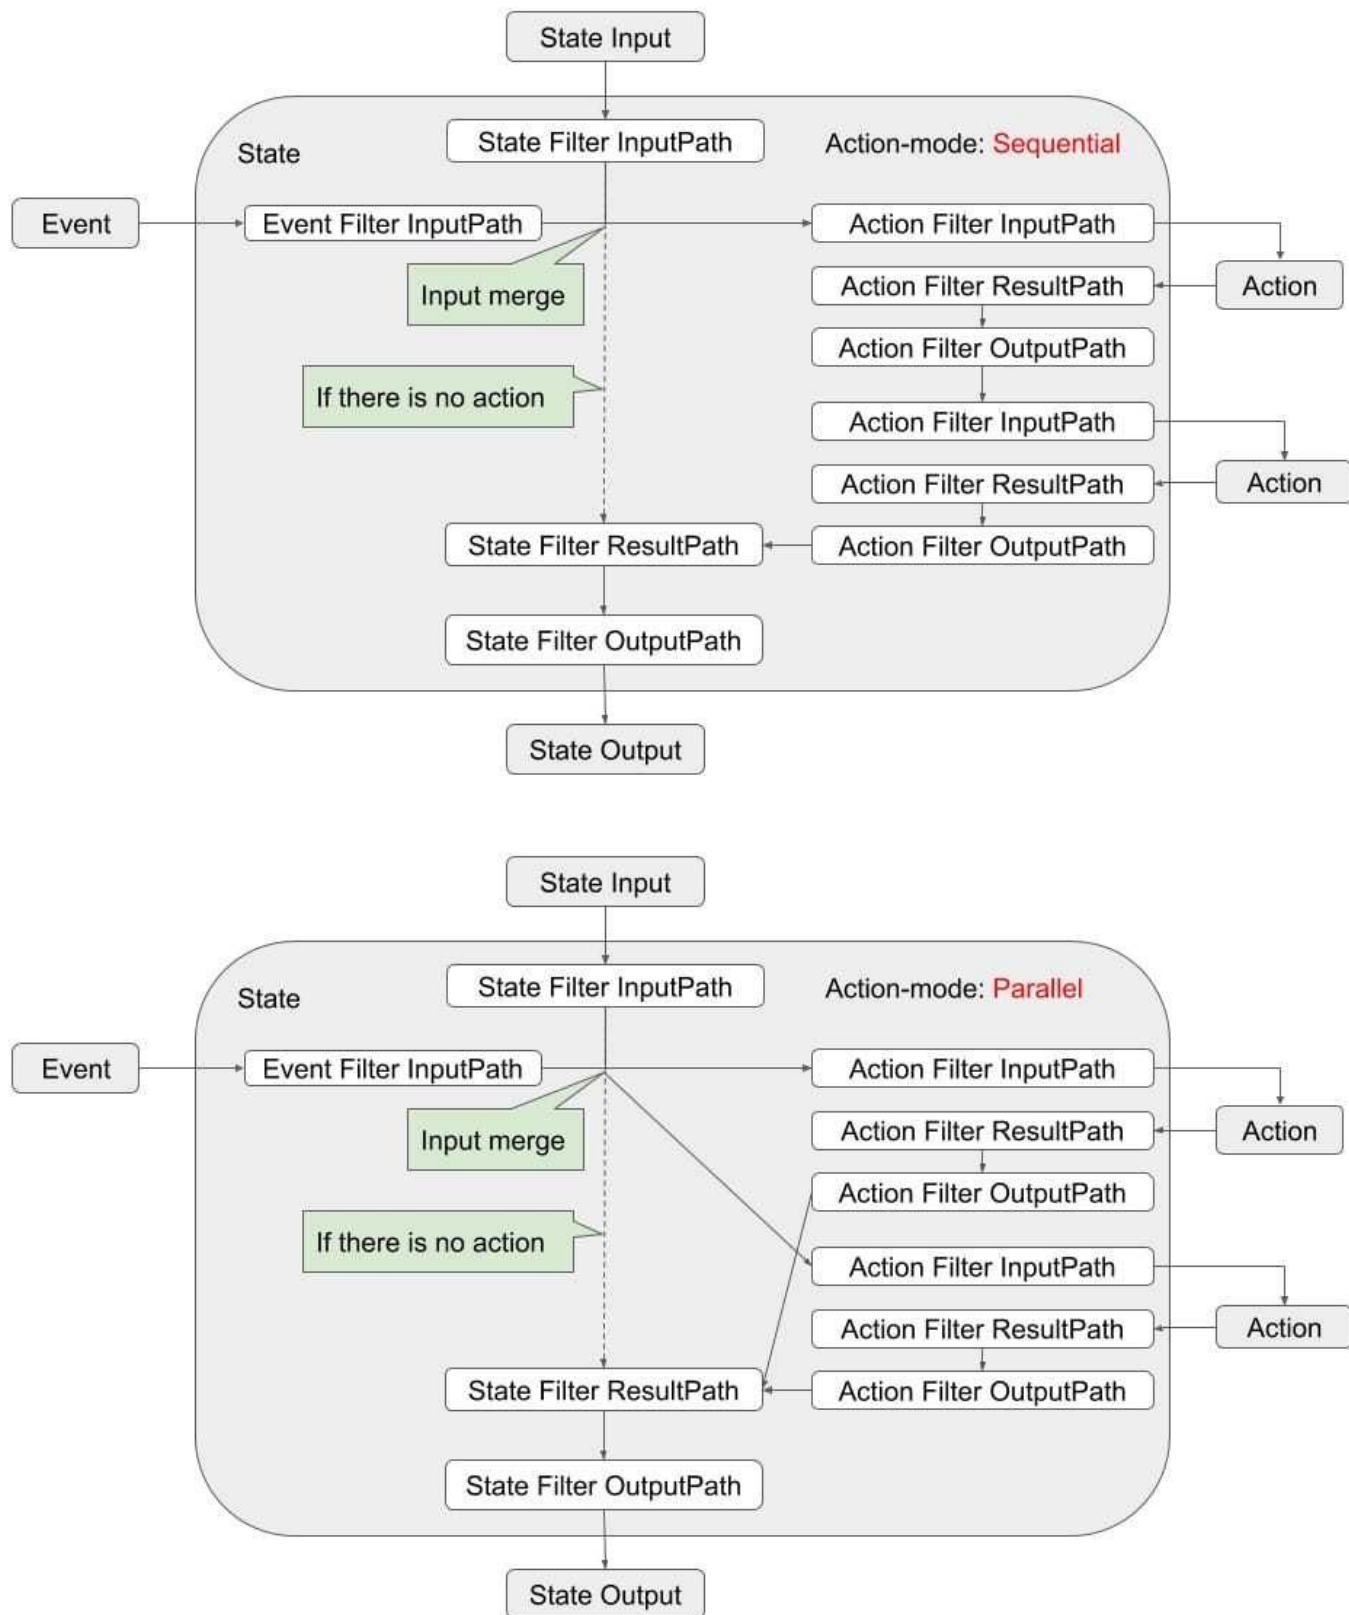 State Input
State Filter InputPath
State
Action-mode: Sequential
Event
Event Filter InputPath
Action Filter InputPath
Input merge
Action Filter ResultPath
Action
Action Filter OutputPath
If there is no action
Action Filter InputPath
Action Filter ResultPath
Action
State Filter ResultPath
Action Filter OutputPath
State Filter OutputPath
State Output
State Input
State Filter InputPath
State
Action-mode: Parallel
Event
Event Filter InputPath
Action Filter InputPath
Input merge
Action Filter ResultPath
Action
Action Filter OutputPath
If there is no action
Action Filter InputPath
Action Filter ResultPath
Action
State Filter ResultPath
Action Filter OutputPath
State Filter OutputPath
State Output